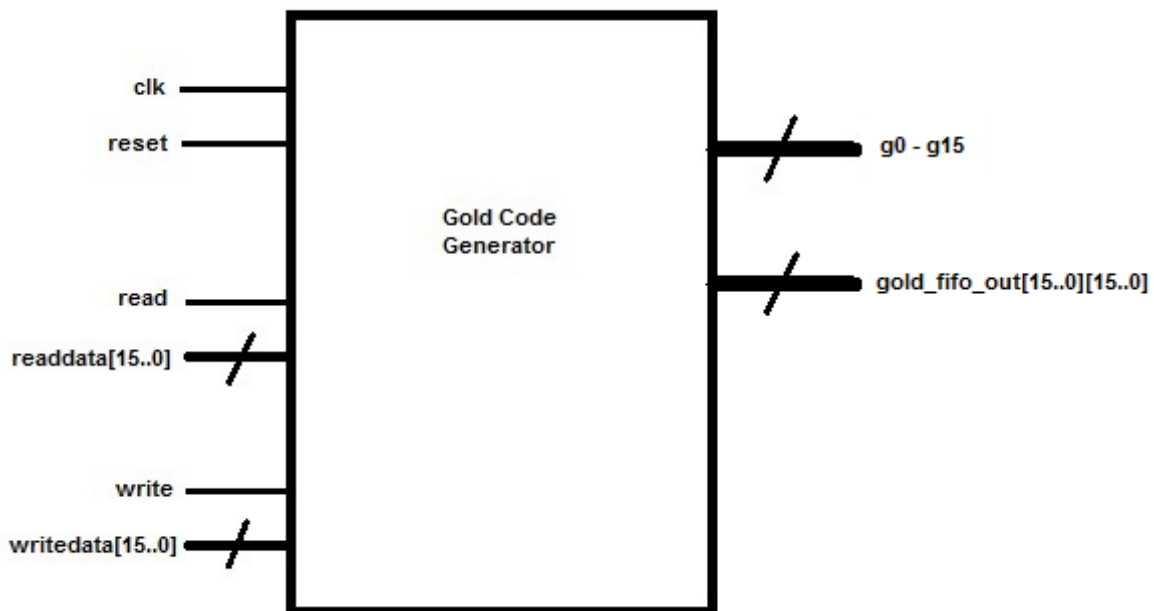 clk
reset
read
readdata[15..0]
write
writedata[15..0]
Gold Code
Generator
g0 - g15
gold_fifo_out[15..0][15..0]